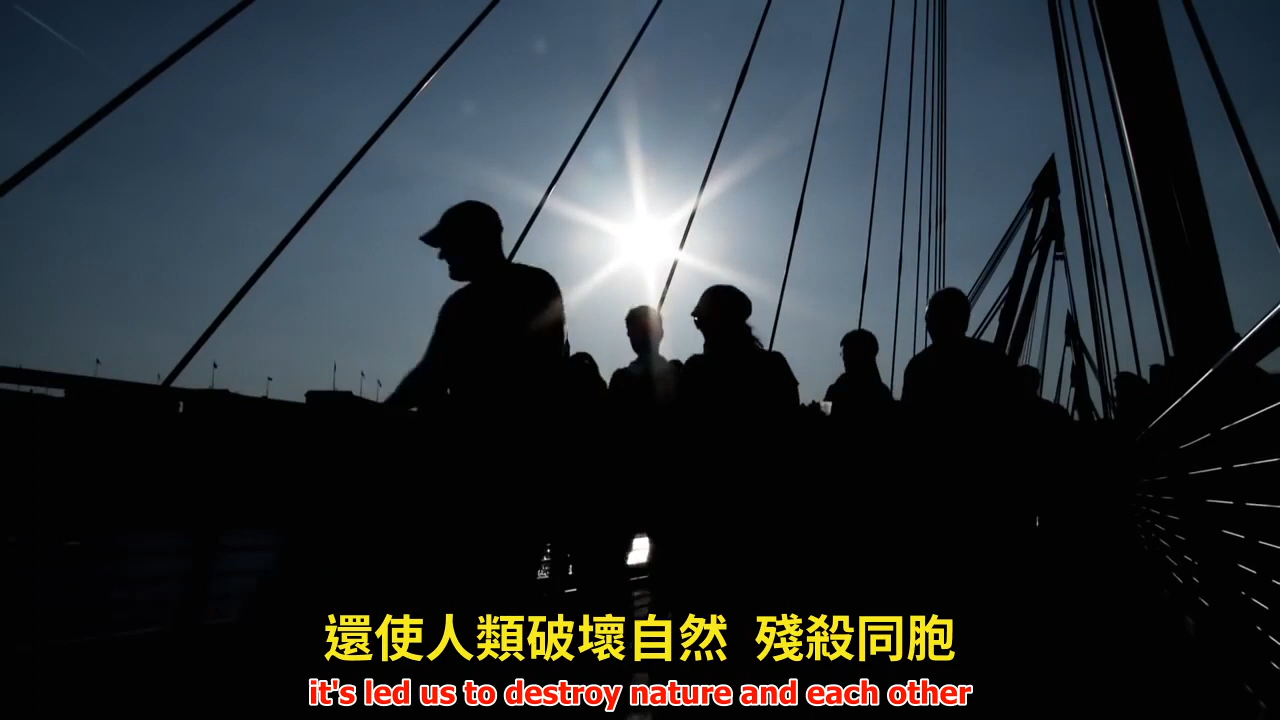 還使人類破壞自然 殘殺同胞
it's led us to destroy nature and each other